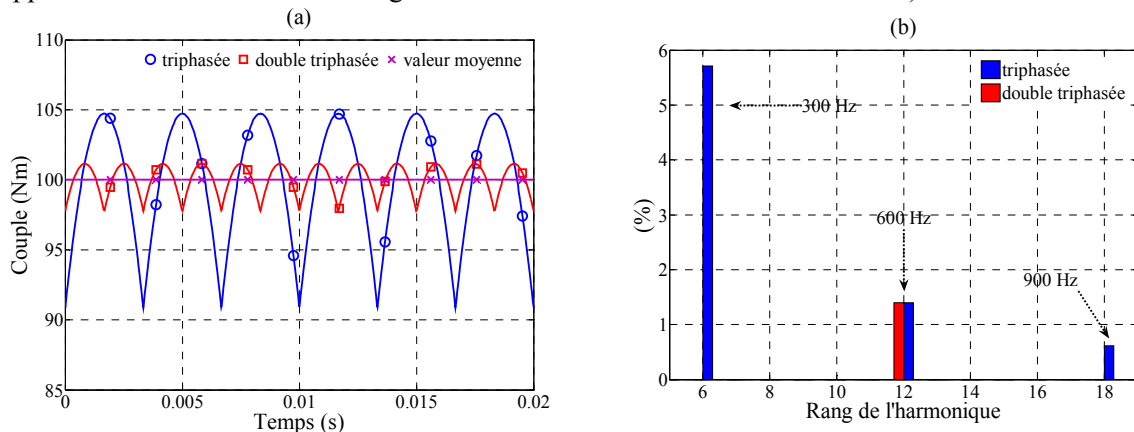 (a)
110
105
100
95
90
85
Couple (Nm)
triphasée
double triphasée
valeur moyenne
0
0.005
0.01
0.015
0.02
Temps (s)
(b)
6
5
4
3
2
1
0
(%)
triphasée
double triphasée
300 Hz
600 Hz
900 Hz
6
8
10
12
14
16
18
Rang de l'harmonique